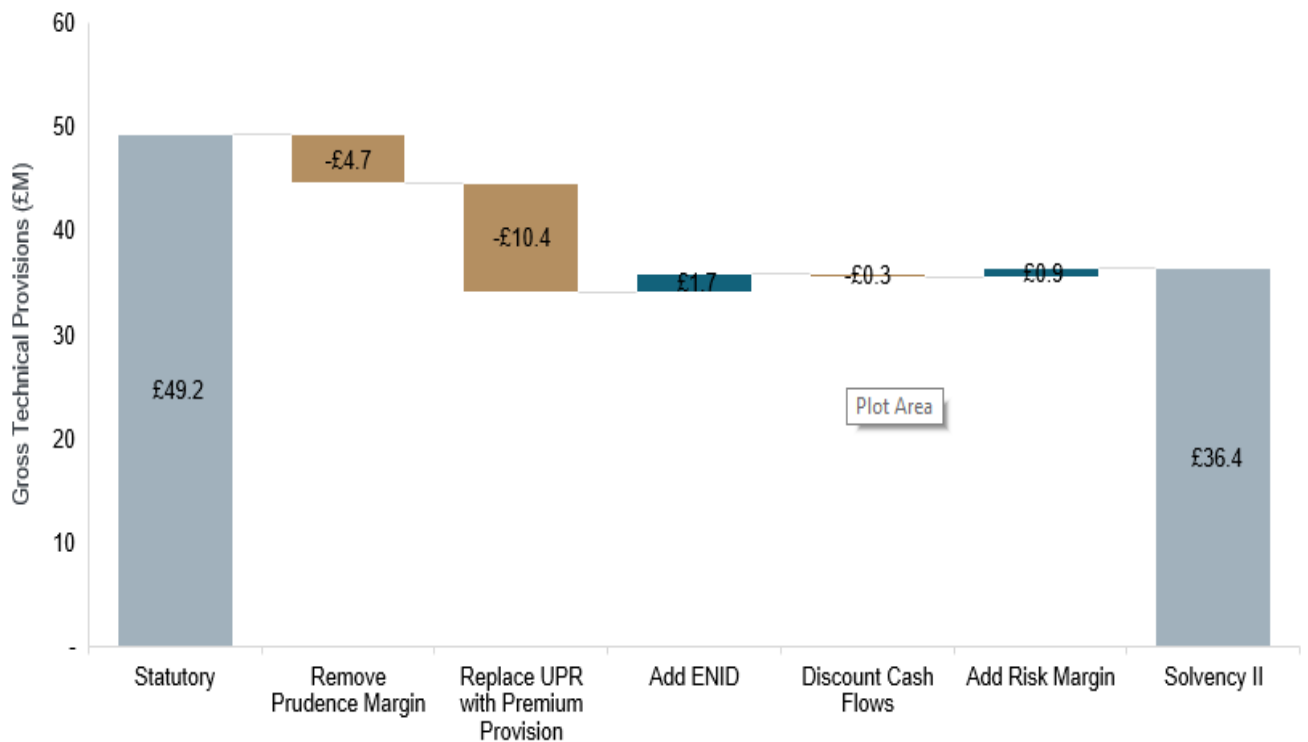 60
50
40
30
20
10
-
Gross Technical Provisions (£M)
£49.2
-£4.7
-£10.4
£1.7
-£0.3
£0.9
£36.4
Plot Area
Statutory
Remove
Prudence Margin
Replace UPR
with Premium
Provision
Add ENID
Discount Cash
Flows
Add Risk Margin
Solvency II